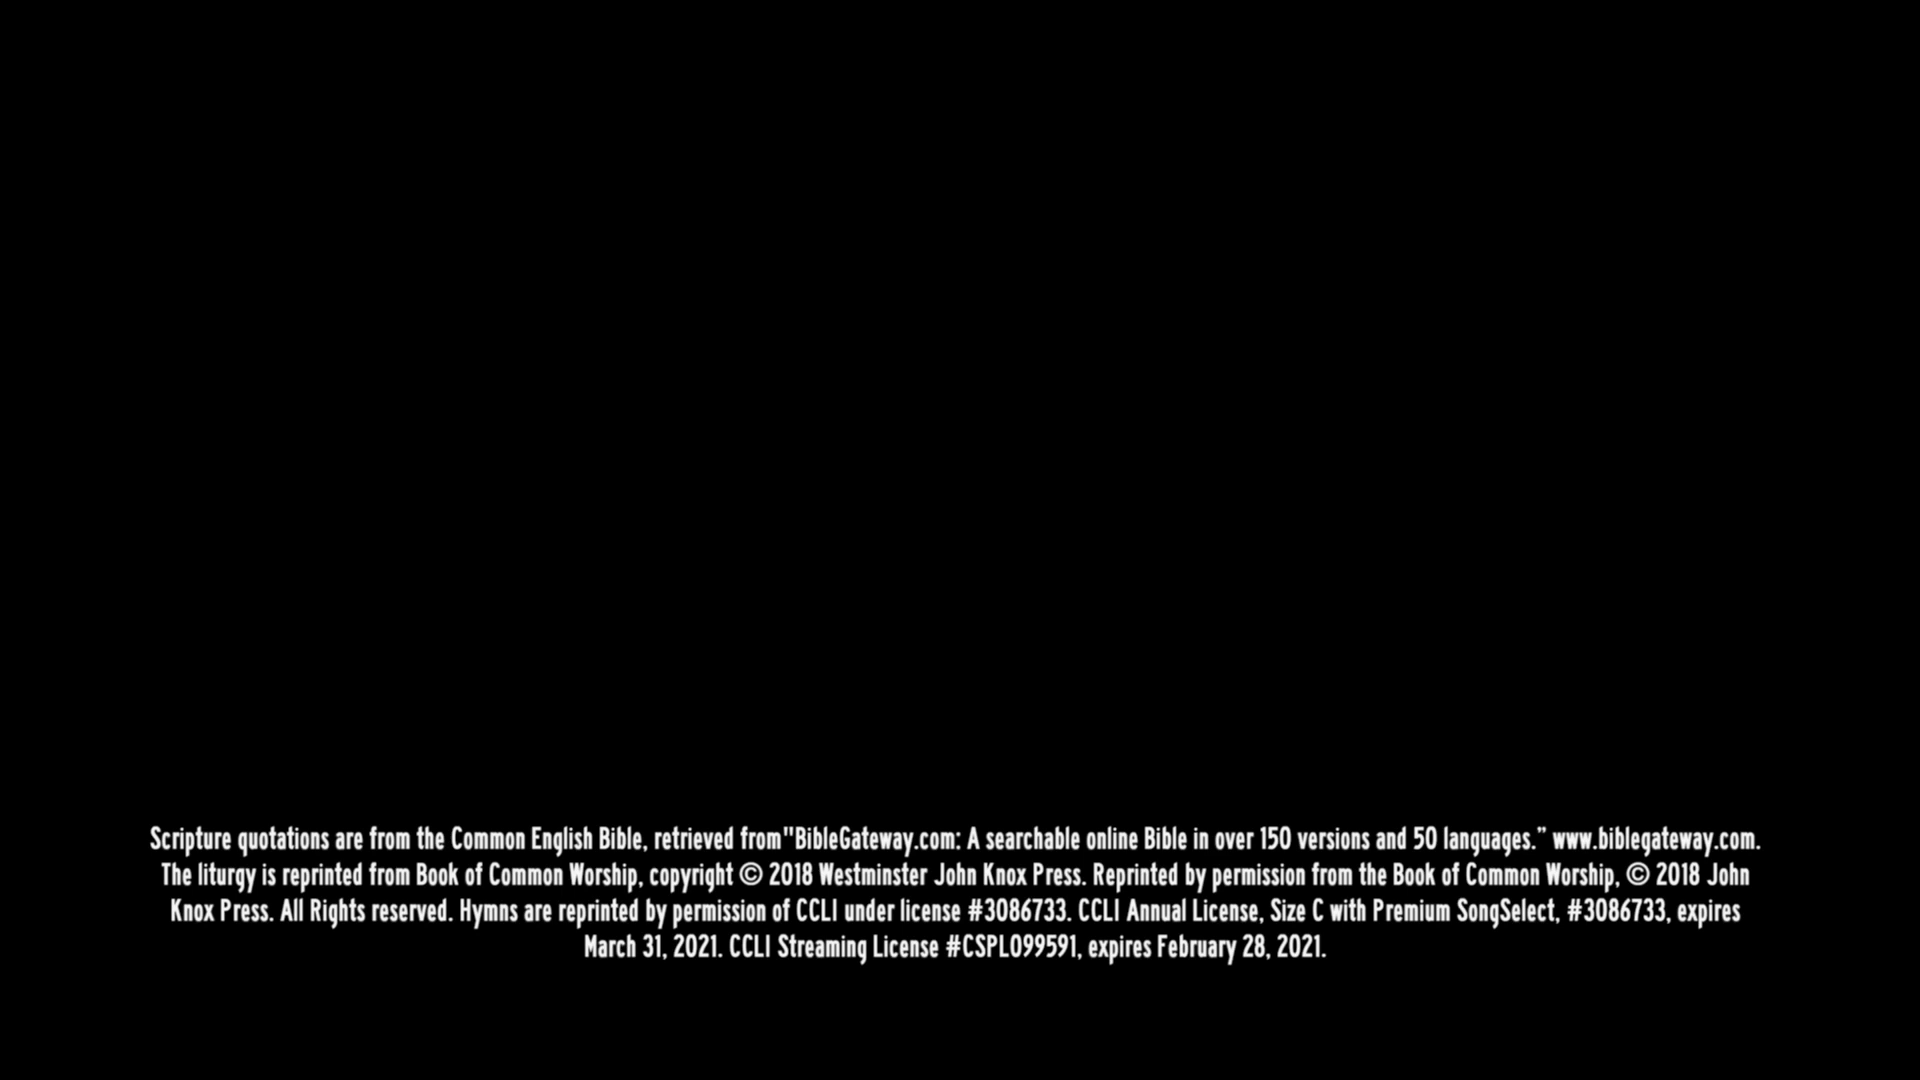 Scripture quotations are from the Common English Bible, retrieved from"BibleGateway.com: A searchable online Bible in over 150 versions and 50 languages.” www.biblegateway.com.
The liturgy is reprinted from Book of Common Worship, copyright © 2018 Westminster John Knox Press. Reprinted by permission from the Book of Common Worship, © 2018 John
Knox Press. All Rights reserved. Hymns are reprinted by permission of CCLI under license #3086733. CCLI Annual License, Size C with Premium SongSelect, #3086733, expires
March 31, 2021. CCLI Streaming License #CSPL099591, expires February 28, 2021.